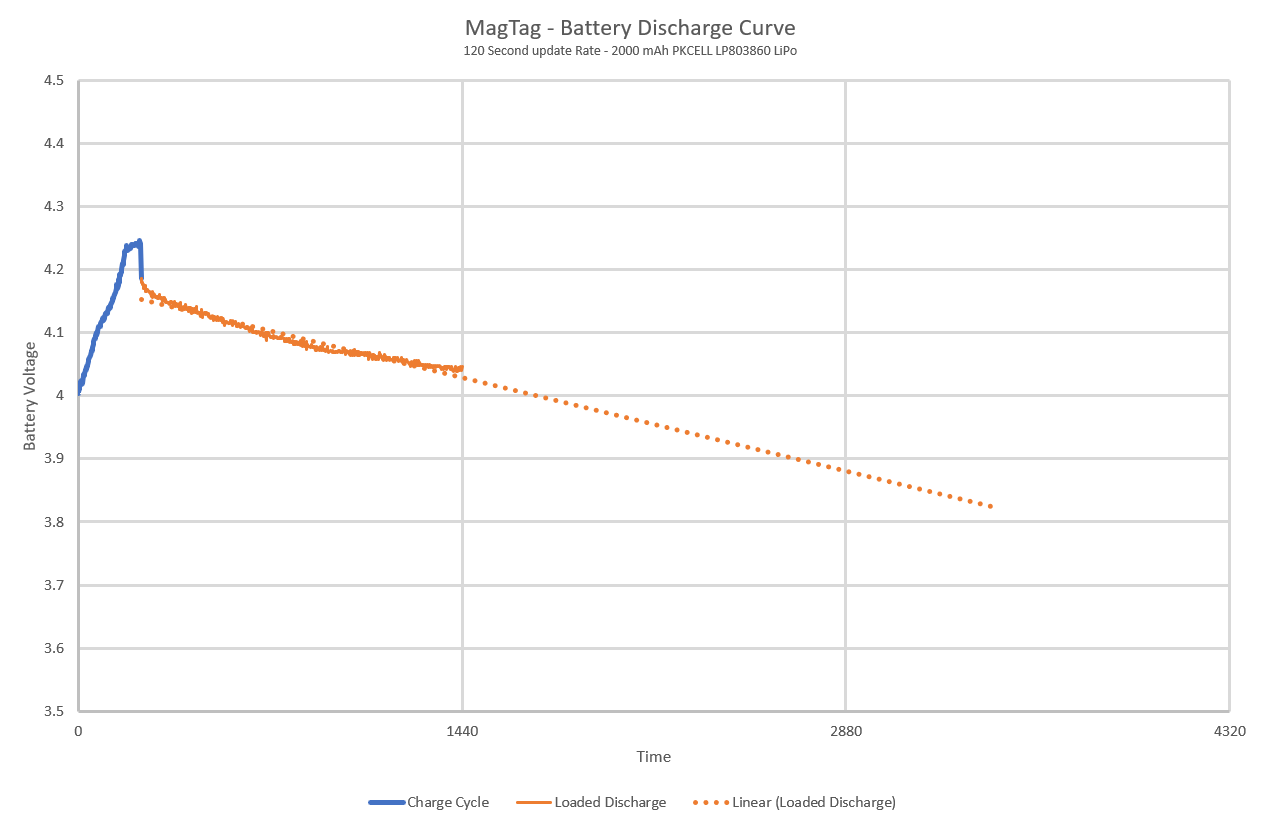 MagTag - Battery Discharge Curve
120 Second update Rate - 2000 mAh PKCELL LP803860 LiPo
4.5
4.4
4.3
4.2
4.1
4
3.9
3.8
3.7
3.6
3.5
Battery Voltage
0 1440 2880 4320
Time
Charge Cycle Loaded Discharge Linear (Loaded Discharge)